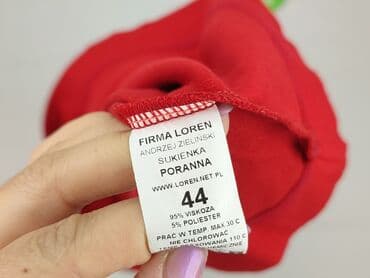 FIRMA LOREN
ANDRZEJ ZIELIŃSKI
SUKIENKA
PORANNA
WWW.LOREN.NET.PL
44
95% VISKOZA
5% POLIESTER
PRAĆ W TEMP. MAX.30 C
NIE CHLOROWAĆ
110 C